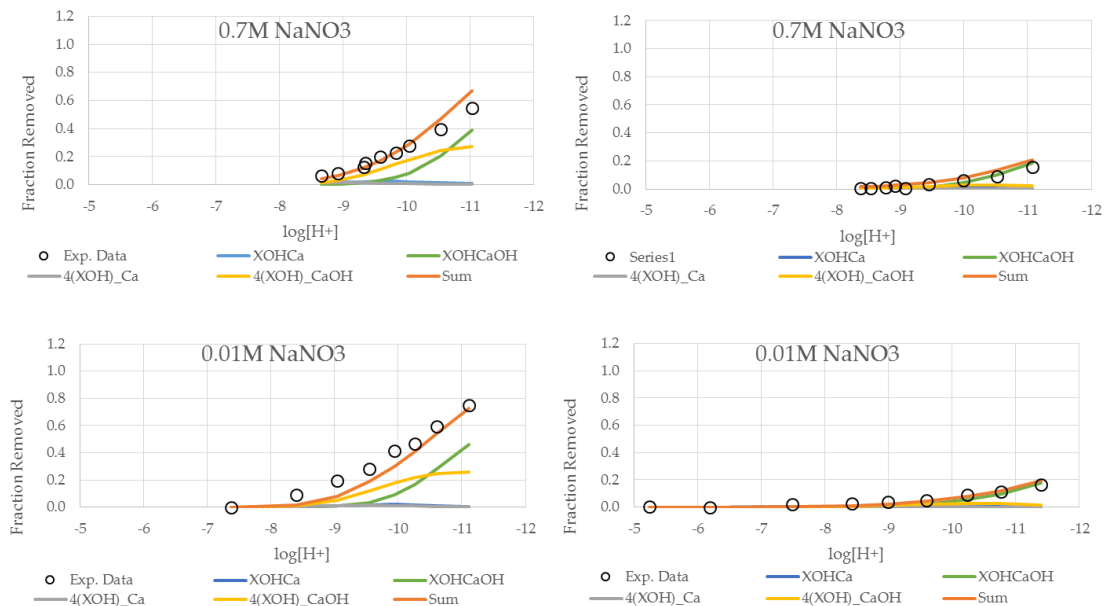 0.7M NaNO3
1.2
1.0
0.8
0.6
0.4
0.2
0.0
Fraction Removed
-5 -6 -7 -8 -9 -10 -11 -12
log[H+]
Exp. Data XOHCa XOHCaOH
4(XOH)_Ca 4(XOH)_CaOH Sum
0.7M NaNO3
1.2
1.0
0.8
0.6
0.4
0.2
0.0
Fraction Removed
-5 -6 -7 -8 -9 -10 -11 -12
log[H+]
Series1 XOHCa XOHCaOH
4(XOH)_Ca 4(XOH)_CaOH Sum
0.01M NaNO3
1.2
1.0
0.8
0.6
0.4
0.2
0.0
Fraction Removed
-5 -6 -7 -8 -9 -10 -11 -12
log[H+]
Exp. Data XOHCa XOHCaOH
4(XOH)_Ca 4(XOH)_CaOH Sum
0.01M NaNO3
1.2
1.0
0.8
0.6
0.4
0.2
0.0
Fraction Removed
-5 -6 -7 -8 -9 -10 -11 -12
log[H+]
Exp. Data XOHCa XOHCaOH
4(XOH)_Ca 4(XOH)_CaOH Sum